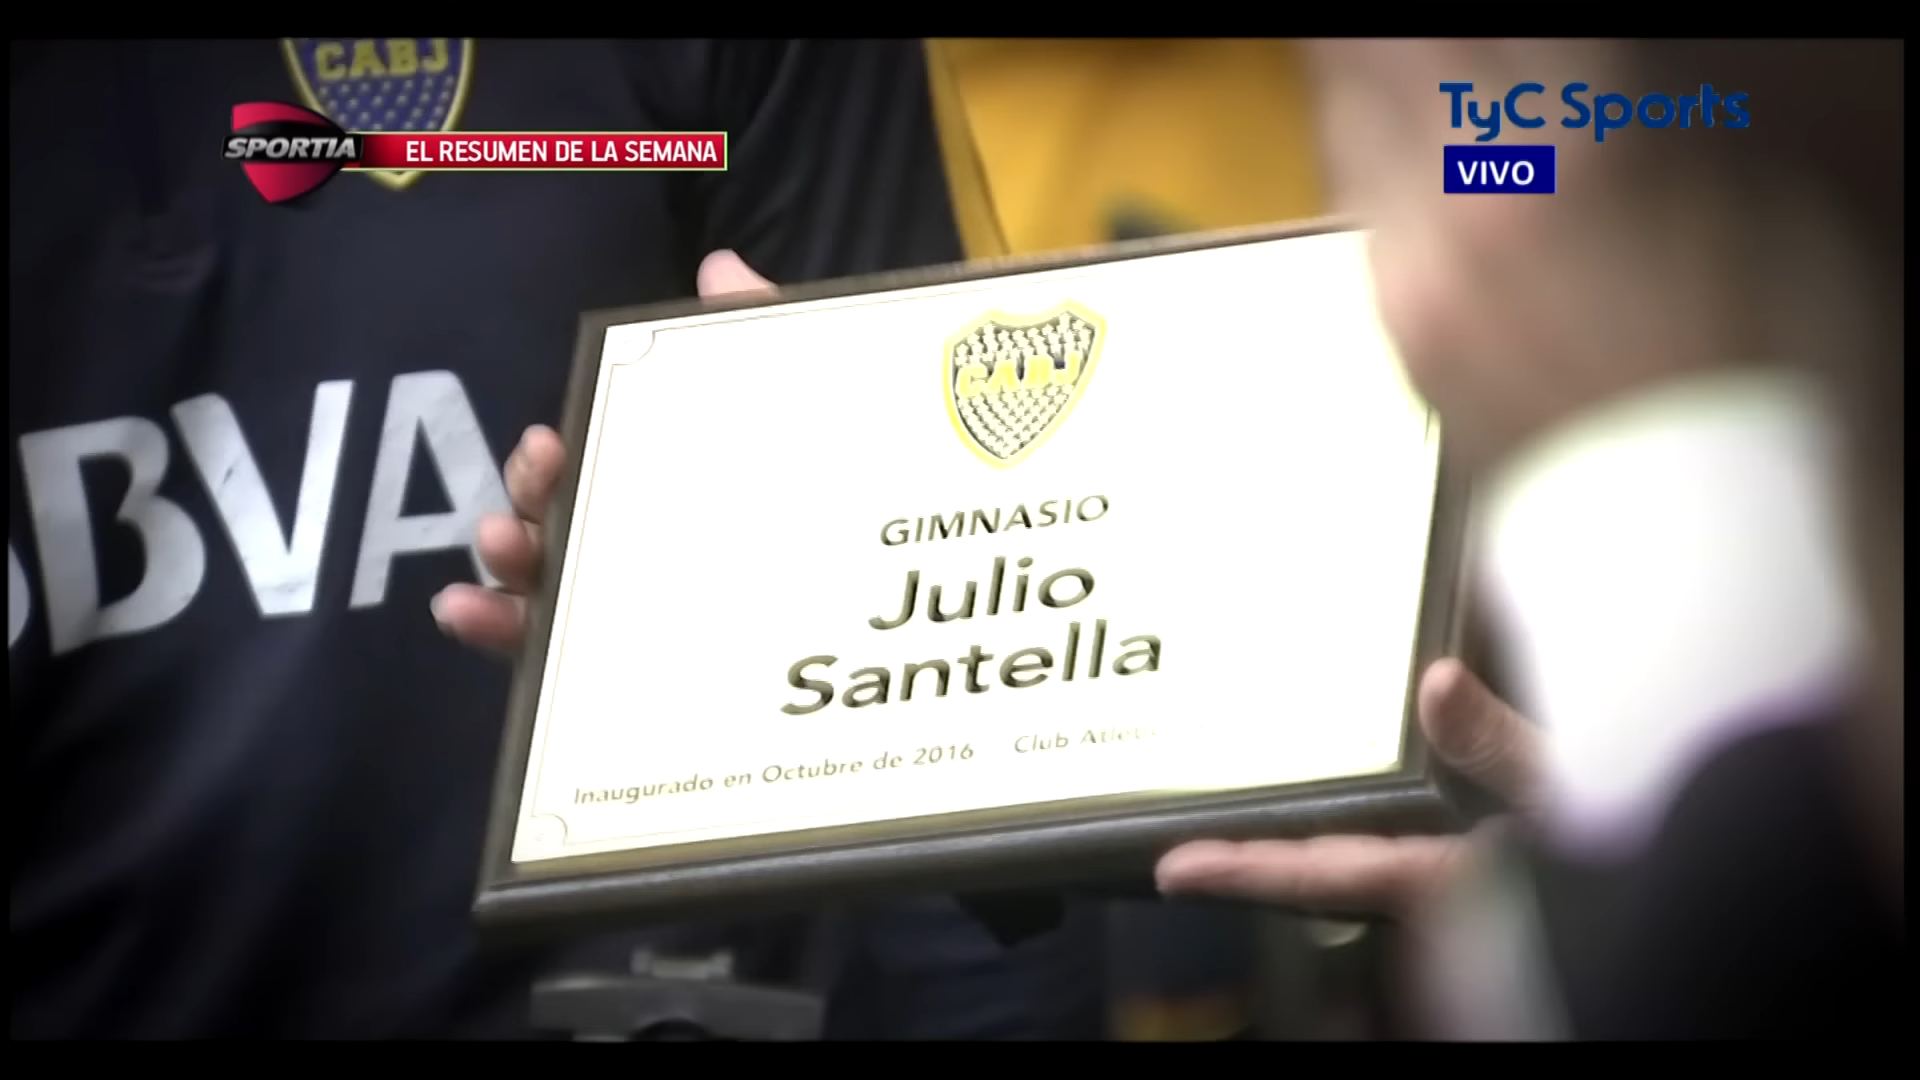 CABJ
SPORTIA
EL RESUMEN DE LA SEMANA
TyC Sports
VIVO
BBVA
CABJ
GIMNASIO
Julio
Santella
Inaugurado en Octubre de 2016 Club